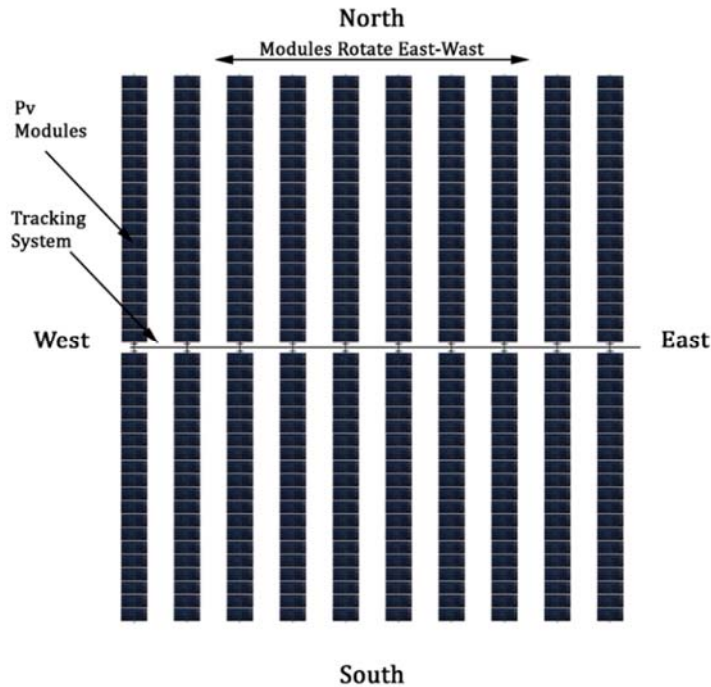 North
Modules Rotate East-Wast
Pv
Modules
Tracking
System
West
East
South